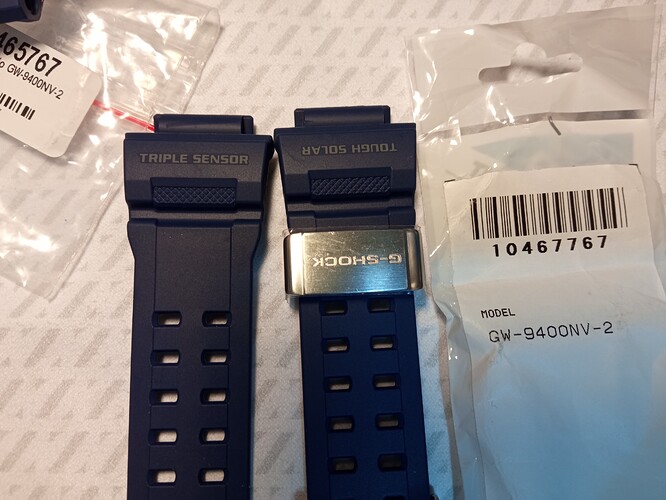 465767
o GW-9400NV-2
TRIPLE SENSOR
TOUGH SOLAR
G-SHOCK
10467767
MODEL
GW-9400NV-2